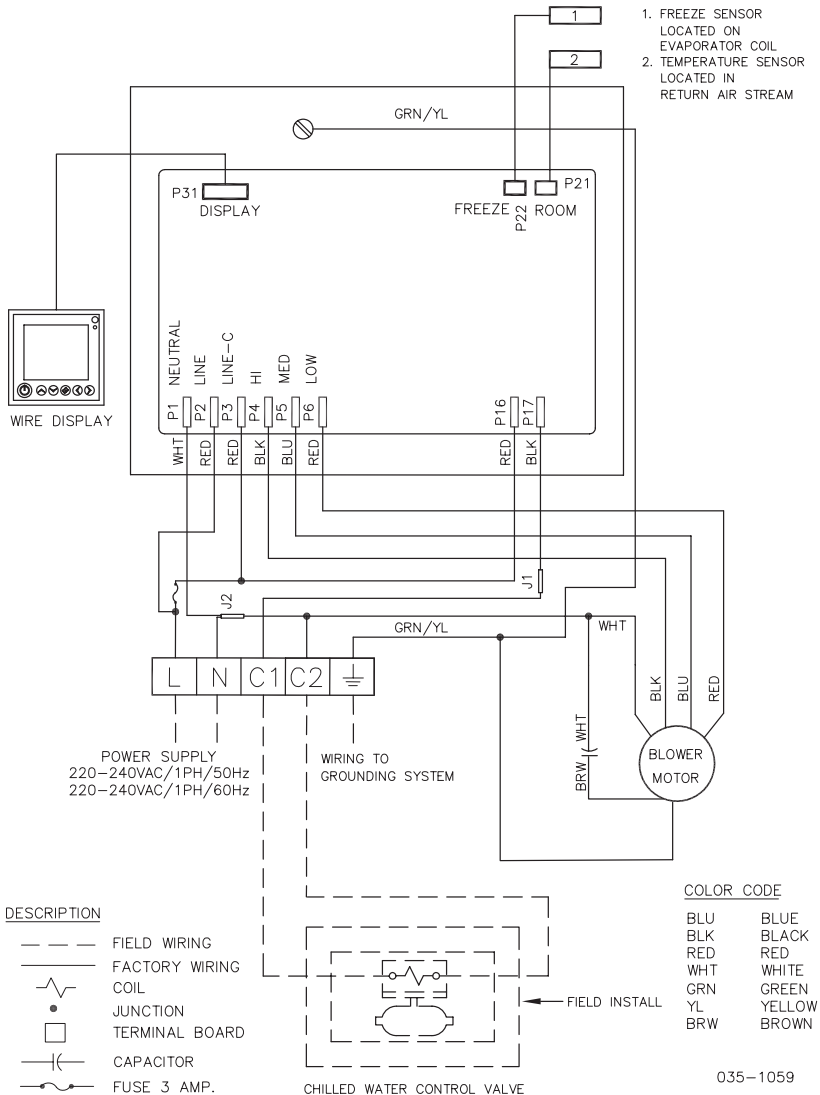 1
2
1. FREEZE SENSOR
LOCATED ON
EVAPORATOR COIL
2. TEMPERATURE SENSOR
LOCATED IN
RETURN AIR STREAM
GRN/YL
P31
DISPLAY
FREEZE
P22
ROOM
P21
WIRE DISPLAY
NEUTRAL
LINE
LINE-C
HI
MED
LOW
P1
P2
P3
P4
P5
P6
P16
P17
WHT
RED
RED
BLK
BLU
RED
RED
BLK
J1
J2
GRN/YL
WHT
L
N
C1
C2
BLK
BLU
RED
WHT
BRW
BLOWER
MOTOR
POWER SUPPLY
220-240VAC/1PH/50Hz
220-240VAC/1PH/60Hz
WIRING TO
GROUNDING SYSTEM
DESCRIPTION
FIELD WIRING
FACTORY WIRING
COIL
JUNCTION
TERMINAL BOARD
CAPACITOR
FUSE 3 AMP.
FIELD INSTALL
CHILLED WATER CONTROL VALVE
COLOR CODE
BLU BLUE
BLK BLACK
RED RED
WHT WHITE
GRN GREEN
YL YELLOW
BRW BROWN
035-1059